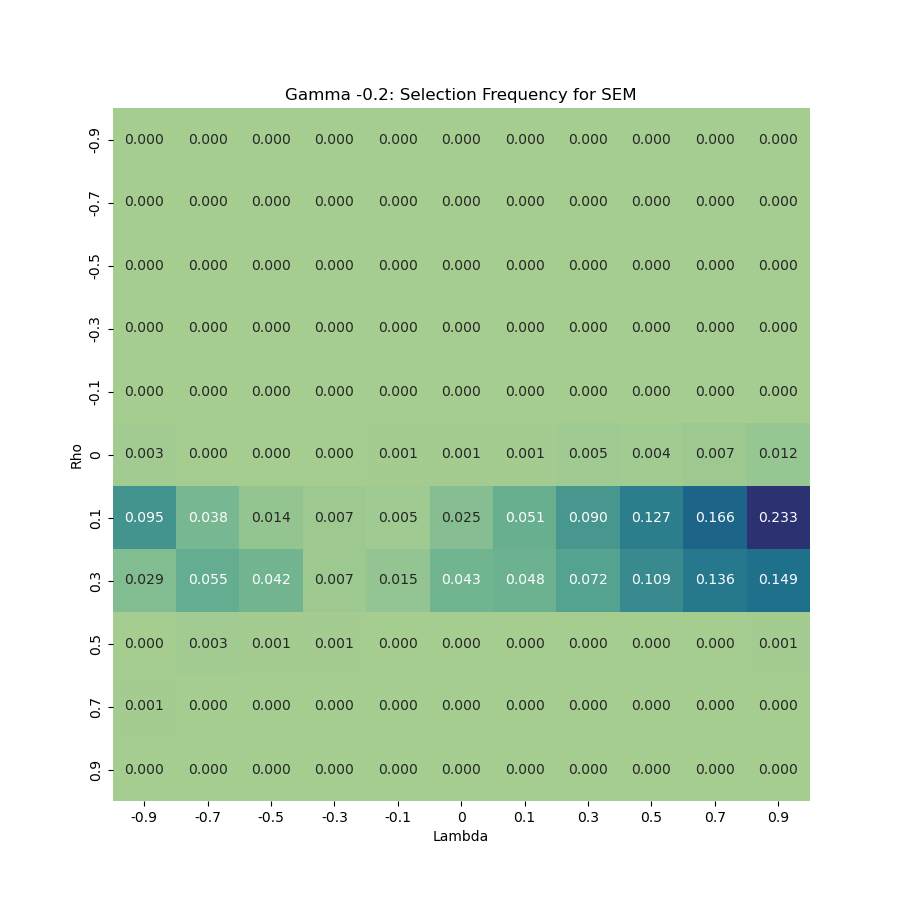 Gamma -0.2: Selection Frequency for SEM
Rho
-0.9 0.000 0.000 0.000 0.000 0.000 0.000 0.000 0.000 0.000 0.000 0.000
-0.7 0.000 0.000 0.000 0.000 0.000 0.000 0.000 0.000 0.000 0.000 0.000
-0.5 0.000 0.000 0.000 0.000 0.000 0.000 0.000 0.000 0.000 0.000 0.000
-0.3 0.000 0.000 0.000 0.000 0.000 0.000 0.000 0.000 0.000 0.000 0.000
-0.1 0.000 0.000 0.000 0.000 0.000 0.000 0.000 0.000 0.000 0.000 0.000
0 0.003 0.000 0.000 0.000 0.001 0.001 0.001 0.005 0.004 0.007 0.012
0.1 0.095 0.038 0.014 0.007 0.005 0.025 0.051 0.090 0.127 0.166 0.233
0.3 0.029 0.055 0.042 0.007 0.015 0.043 0.048 0.072 0.109 0.136 0.149
0.5 0.000 0.003 0.001 0.001 0.000 0.000 0.000 0.000 0.000 0.000 0.001
0.7 0.001 0.000 0.000 0.000 0.000 0.000 0.000 0.000 0.000 0.000 0.000
0.9 0.000 0.000 0.000 0.000 0.000 0.000 0.000 0.000 0.000 0.000 0.000
-0.9 -0.7 -0.5 -0.3 -0.1 0 0.1 0.3 0.5 0.7 0.9
Lambda